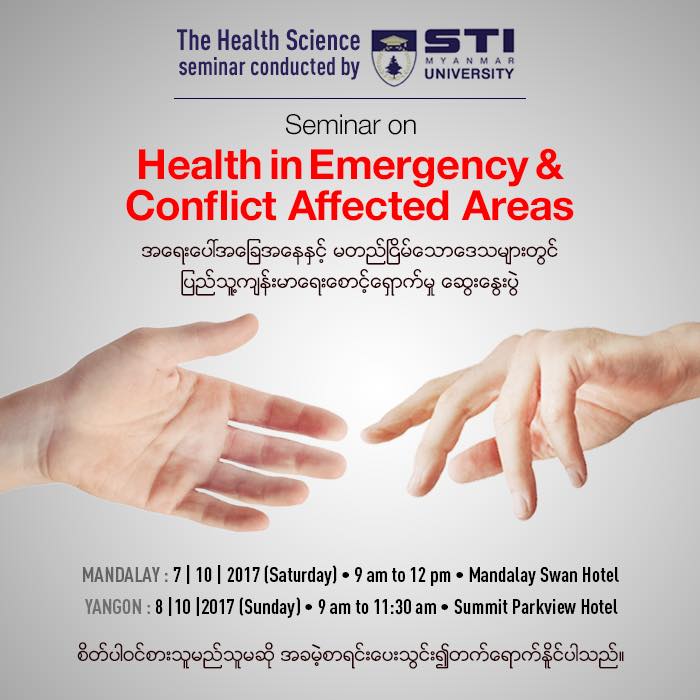 The Health Science
seminar conducted by
STI
MYANMAR
UNIVERSITY
Seminar on
Health in Emergency &
Conflict Affected Areas
အရေးပေါ်အခြေအနေနှင့် မတည်ငြိမ်သောဒေသများတွင်
ပြည်သူ့ကျန်းမာရေးစောင့်ရှောက်မှု ဆွေးနွေးပွဲ
MANDALAY : 7 | 10 | 2017 (Saturday) • 9 am to 12 pm • Mandalay Swan Hotel
YANGON : 8 |10 |2017 (Sunday) • 9 am to 11:30 am • Summit Parkview Hotel
စိတ်ပါဝင်စားသူမည်သူမဆို အခမဲ့စာရင်းပေးသွင်း၍တက်ရောက်နိုင်ပါသည်။